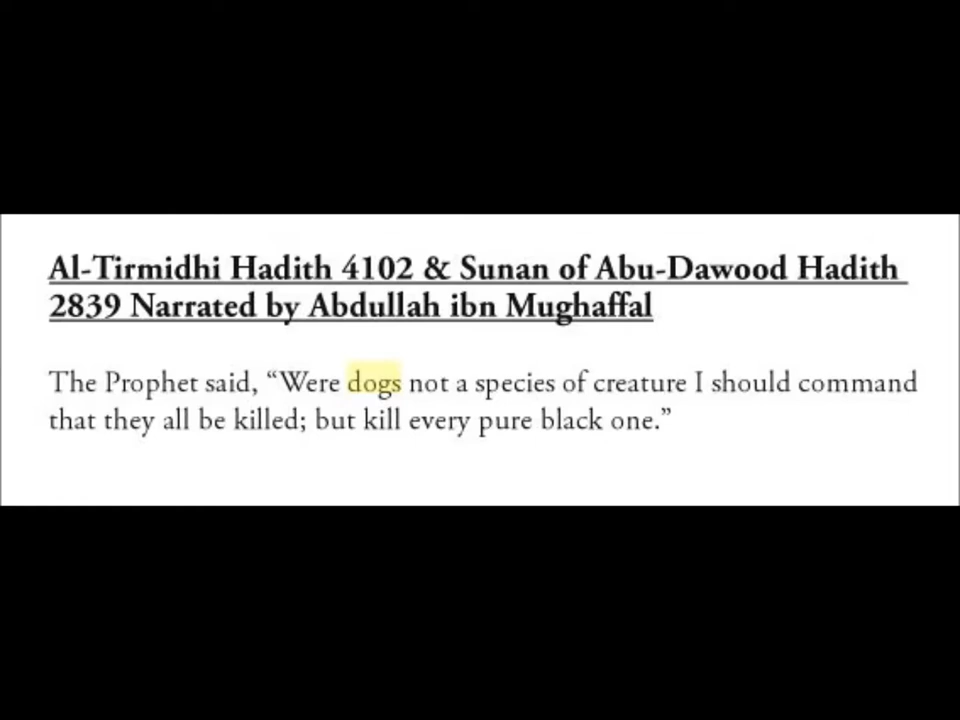 Al-Tirmidhi Hadith 4102 & Sunan of Abu-Dawood Hadith
2839 Narrated by Abdullah ibn Mughaffal
The Prophet said, “Were dogs not a species of creature I should command
that they all be killed; but kill every pure black one.”